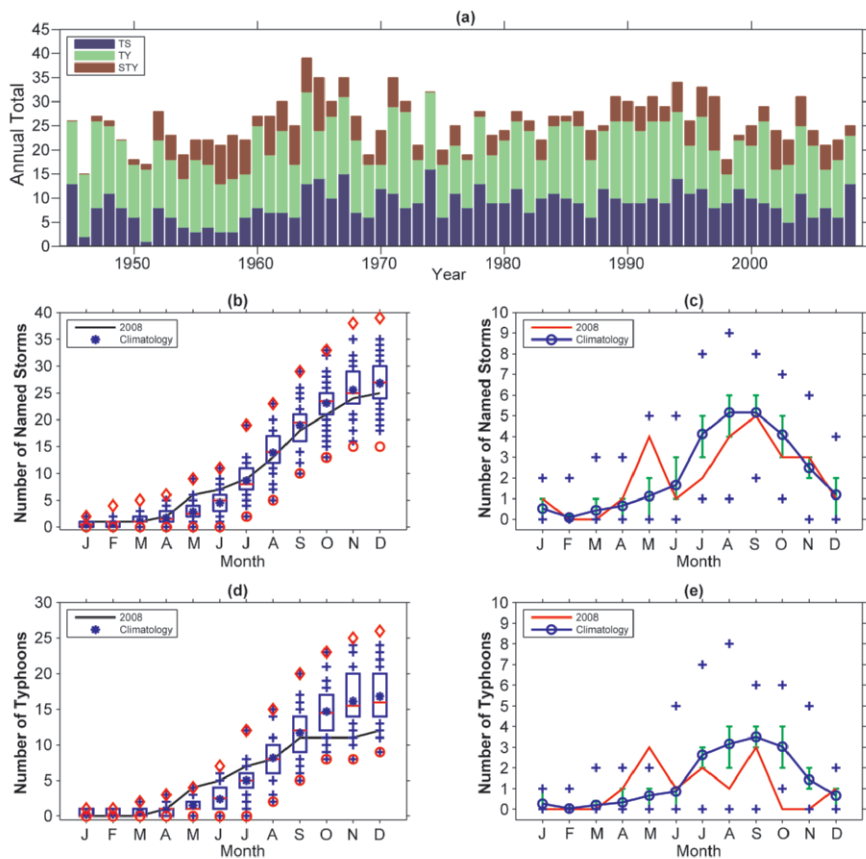 (a)
45
40
35
30
25
20
15
10
5
0
Annual Total
TS
TY
STY
1950
1960
1970
1980
1990
2000
Year
(b)
40
35
30
25
20
15
10
5
0
Number of Named Storms
2008
Climatology
J F M A M J J A S O N D
Month
(c)
10
9
8
7
6
5
4
3
2
1
0
Number of Named Storms
2008
Climatology
J F M A M J J A S O N D
Month
(d)
30
25
20
15
10
5
0
Number of Typhoons
2008
Climatology
J F M A M J J A S O N D
Month
(e)
10
9
8
7
6
5
4
3
2
1
0
Number of Typhoons
2008
Climatology
J F M A M J J A S O N D
Month